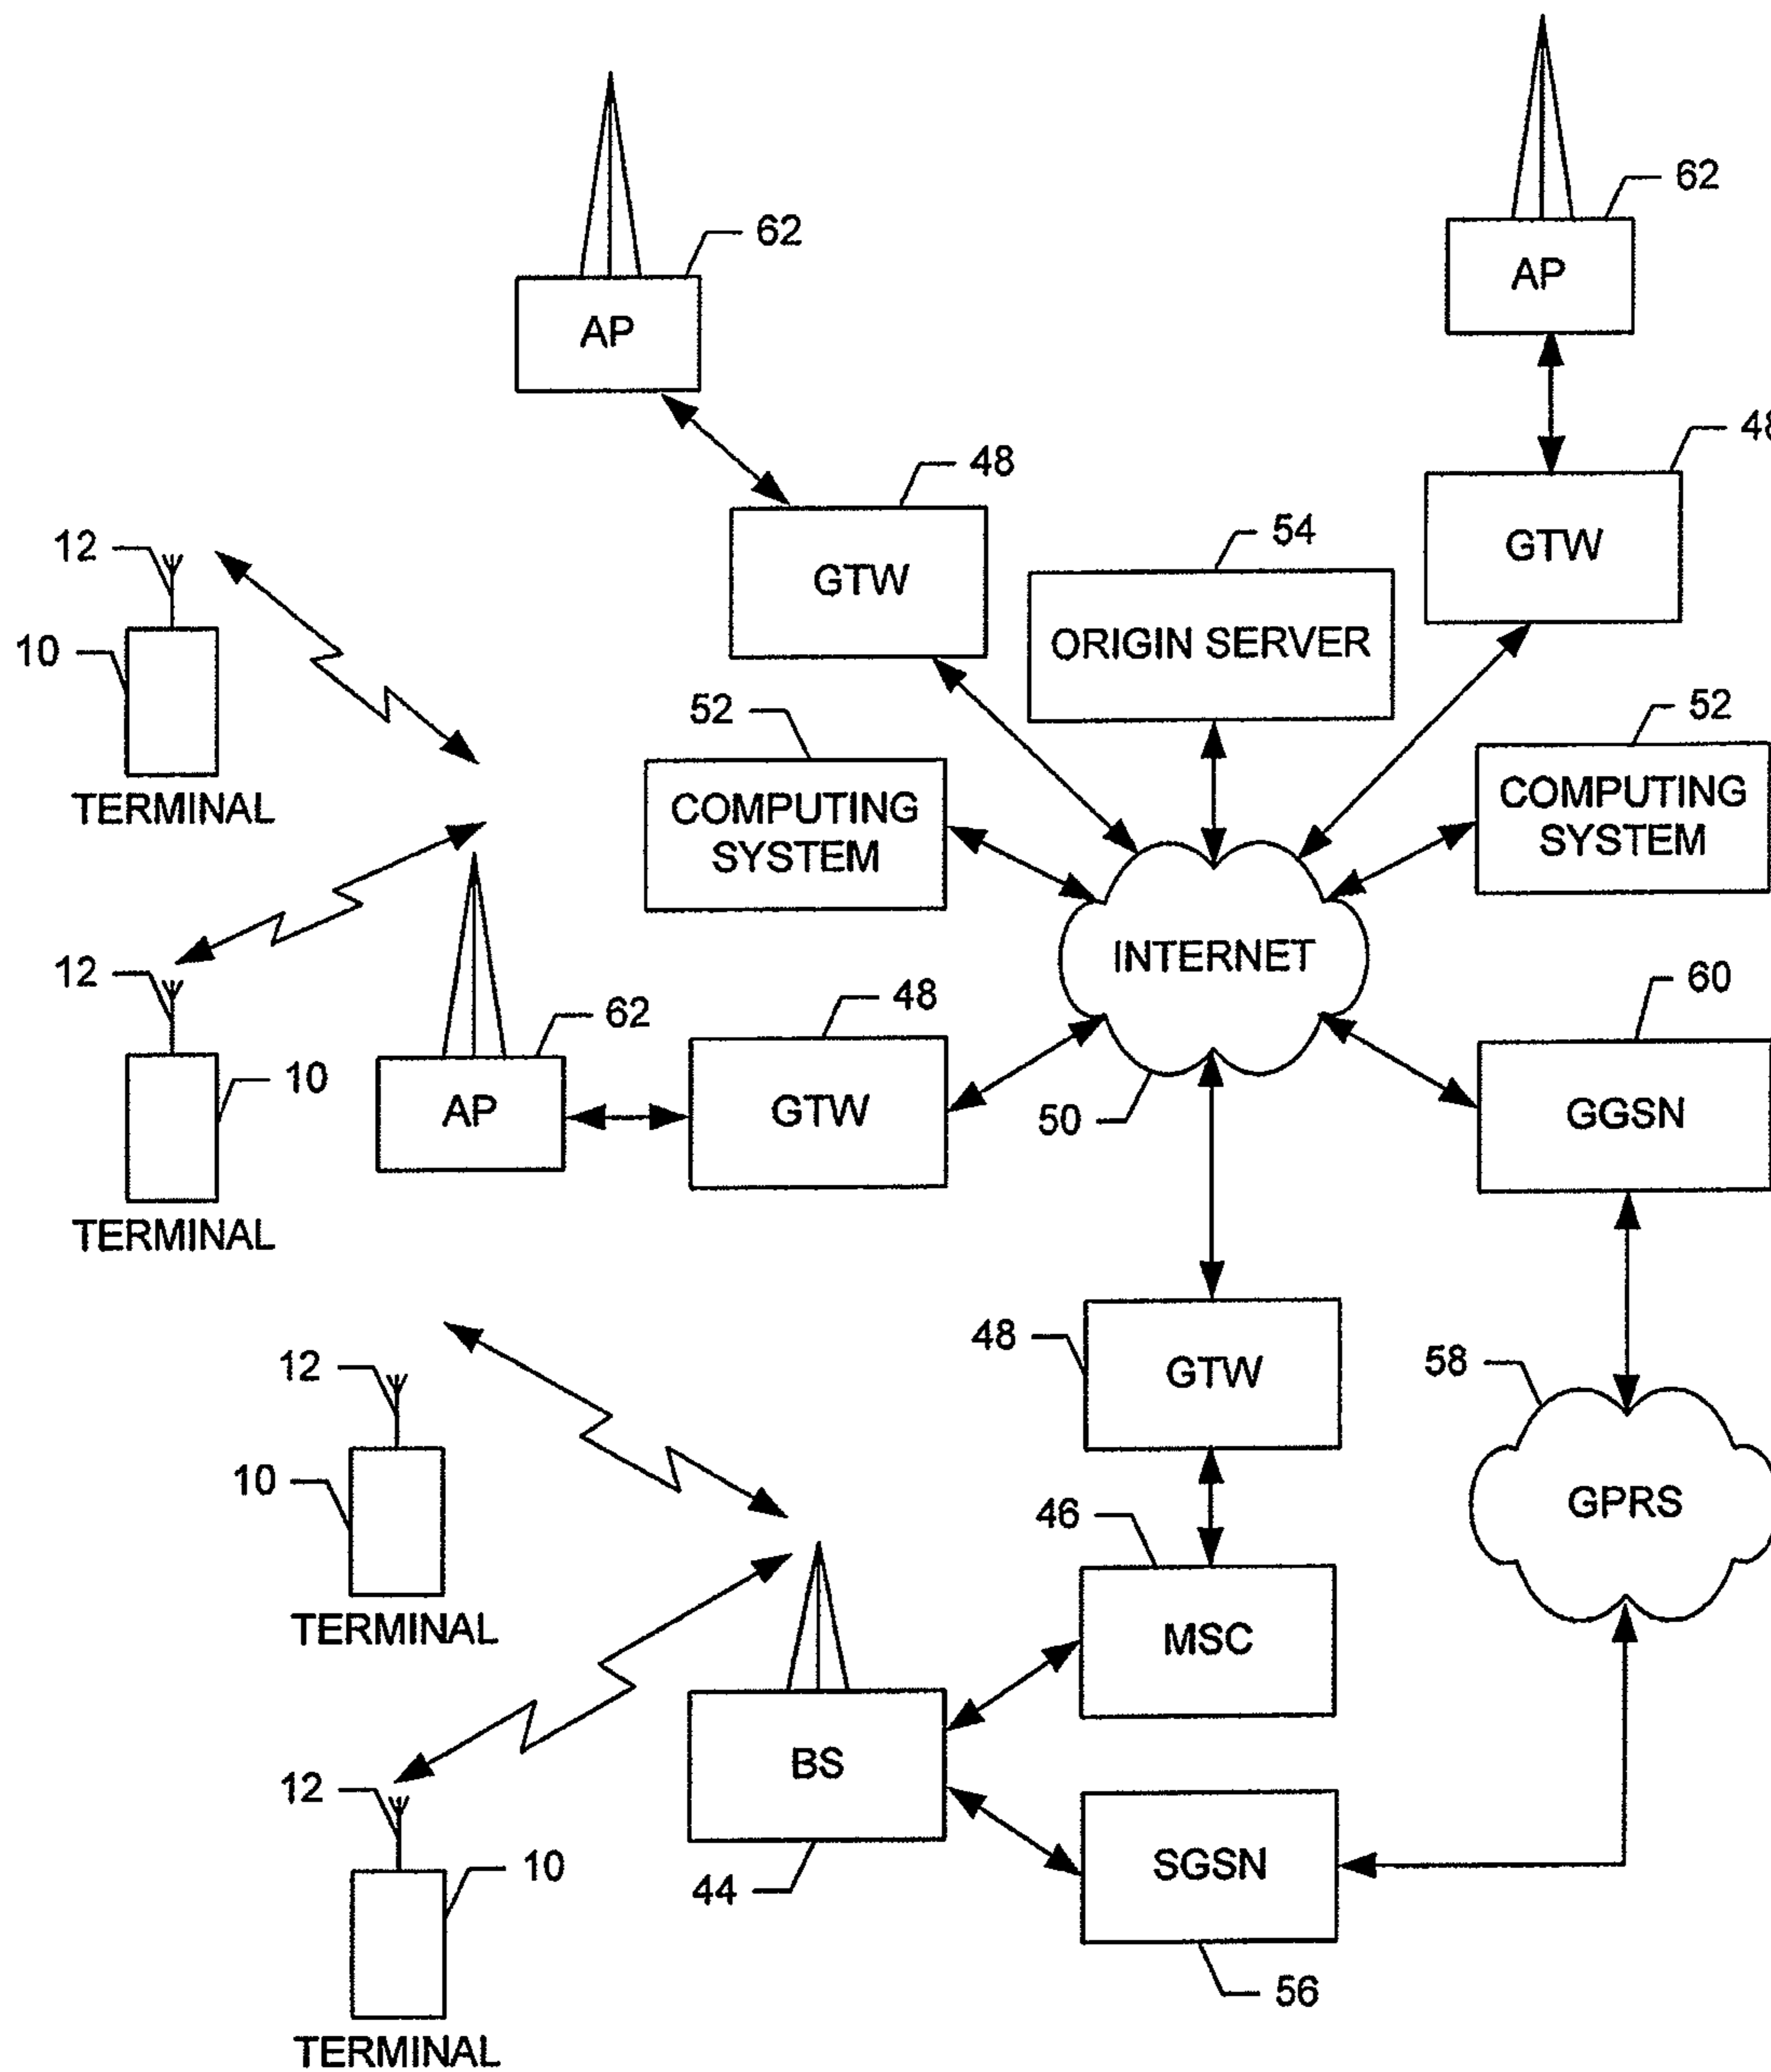 62
AP
62
AP
48
GTW
48
GTW
54
ORIGIN SERVER
12
10
TERMINAL
52
COMPUTING
SYSTEM
52
COMPUTING
SYSTEM
INTERNET
50
12
10
TERMINAL
62
AP
48
GTW
60
GGSN
48
GTW
58
GPRS
12
10
TERMINAL
46
MSC
BS
44
12
10
TERMINAL
SGSN
56